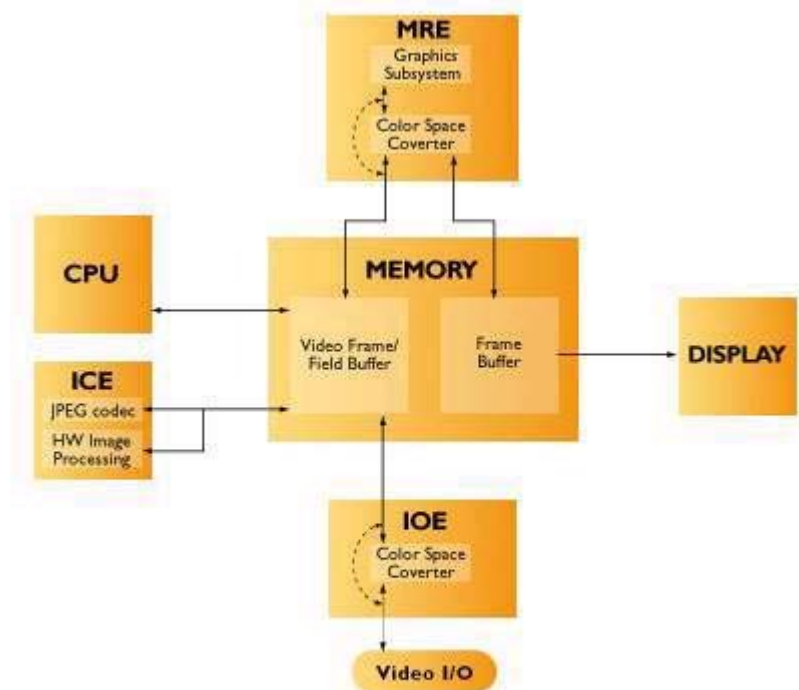 MRE
Graphics
Subsystem
Color Space
Coverter
CPU
MEMORY
Video Frame/
Field Buffer
Frame
Buffer
DISPLAY
ICE
JPEG codec
HW Image
Processing
IOE
Color Space
Coverter
Video I/O